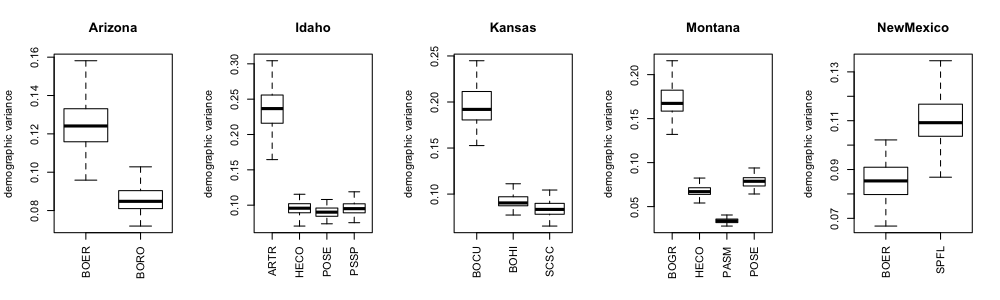 Arizona
demographic variance
0.08 0.10 0.12 0.14 0.16
BOER BORO
Idaho
demographic variance
0.10 0.15 0.20 0.25 0.30
ARTR HECO POSE PSSP
Kansas
demographic variance
0.10 0.15 0.20 0.25
BOCU BOHI SCSC
Montana
demographic variance
0.05 0.10 0.15 0.20
BOGR HECO PASM POSE
NewMexico
demographic variance
0.07 0.09 0.11 0.13
BOER SPFL